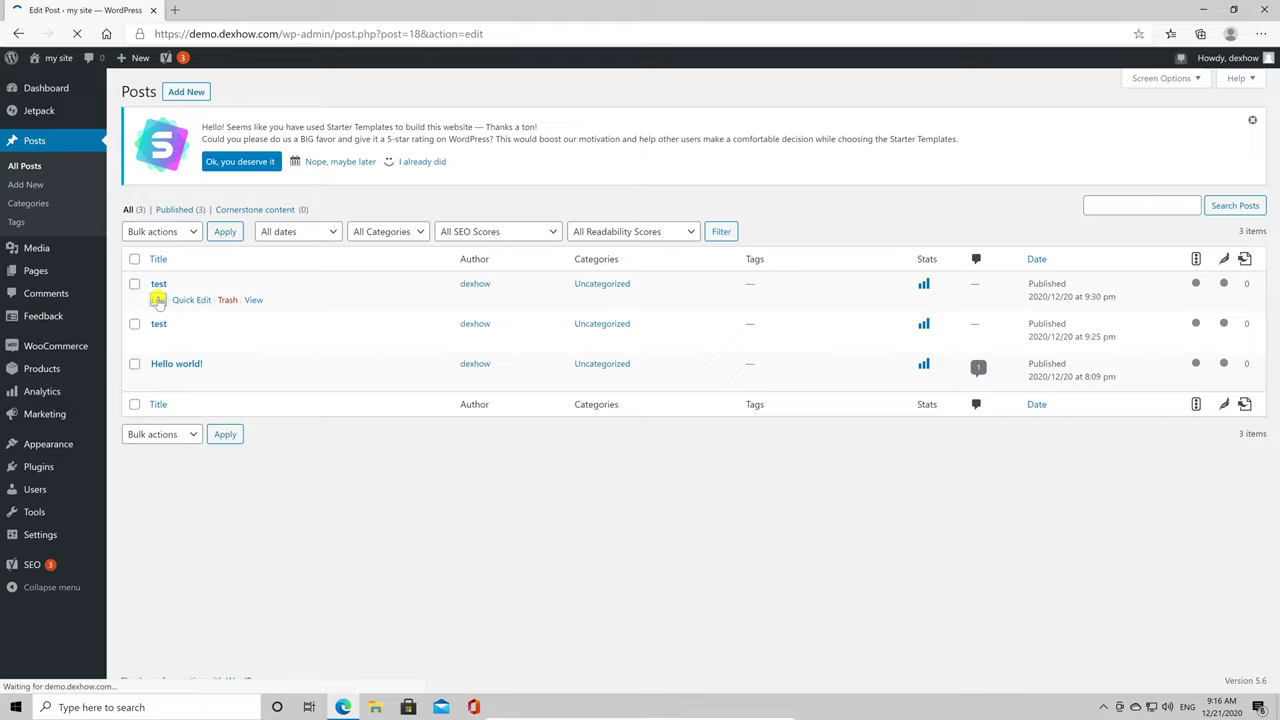 Edit Post ‹ my site — WordPress
https://demo.dexhow.com/wp-admin/post.php?post=18&action=edit
my site 0 New 3 Howdy, dexhow
Dashboard
Jetpack
Posts
All Posts
Add New
Categories
Tags
Media
Pages
Comments
Feedback
WooCommerce
Products
Analytics
Marketing
Appearance
Plugins
Users
Tools
Settings
SEO 3
Collapse menu
Screen Options Help
Posts Add New
Hello! Seems like you have used Starter Templates to build this website — Thanks a ton!
Could you please do us a BIG favor and give it a 5-star rating on WordPress? This would boost our motivation and help other users make a comfortable decision while choosing the Starter Templates.
Ok, you deserve it Nope, maybe later I already did
All (3) | Published (3) | Cornerstone content (0)
Search Posts
Bulk actions Apply All dates All Categories All SEO Scores All Readability Scores Filter 3 items
Title Author Categories Tags Stats Date
test dexhow Uncategorized — — Published 0
Quick Edit | Trash | View 2020/12/20 at 9:30 pm
test dexhow Uncategorized — — Published 0
2020/12/20 at 9:25 pm
Hello world! dexhow Uncategorized — 1 Published 0
2020/12/20 at 8:09 pm
Title Author Categories Tags Stats Date
Bulk actions Apply 3 items
Version 5.6
Waiting for demo.dexhow.com...
Type here to search
ENG 9:16 AM
12/21/2020 6